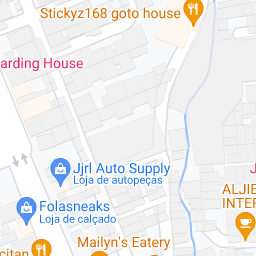 Stickyz168 goto house
arding House
Jjrl Auto Supply
Loja de autopeças
J
ALJIE
INTER
Folasneaks
Loja de calçado
Mailyn's Eatery
citan